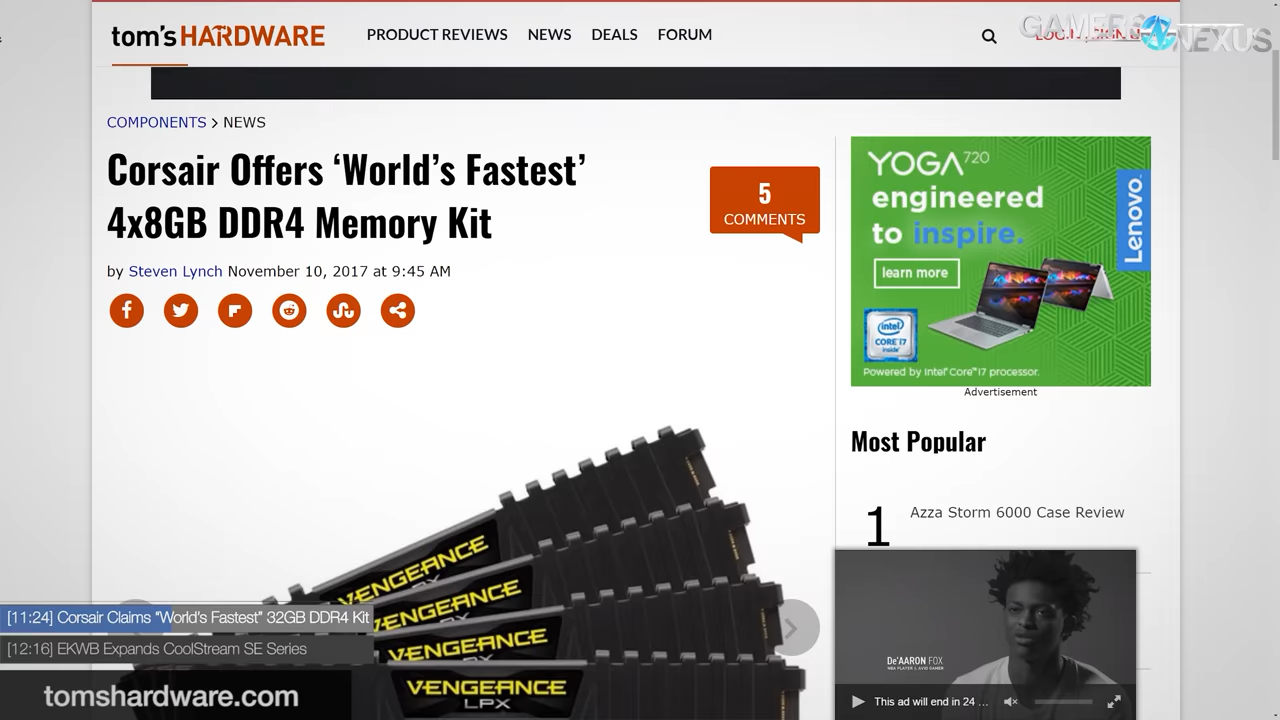 tom's HARDWARE
PRODUCT REVIEWS NEWS DEALS FORUM
GAMERS NEXUS
COMPONENTS > NEWS
Corsair Offers ‘World’s Fastest’
4x8GB DDR4 Memory Kit
5
COMMENTS
by Steven Lynch November 10, 2017 at 9:45 AM
YOGA 720
engineered
to inspire.
learn more
Lenovo
intel
CORE i7
inside
Powered by Intel® Core™ i7 processor.
Advertisement
Most Popular
1 Azza Storm 6000 Case Review
VENGEANCE
VENGEANCE
VENGEANCE
VENGEANCE
LPX
[11:24] Corsair Claims "World's Fastest" 32GB DDR4 Kit
[12:16] EKWB Expands CoolStream SE Series
tomshardware.com
De'AARON FOX
NBA PLAYER & AVID GAMER
This ad will end in 24 ...